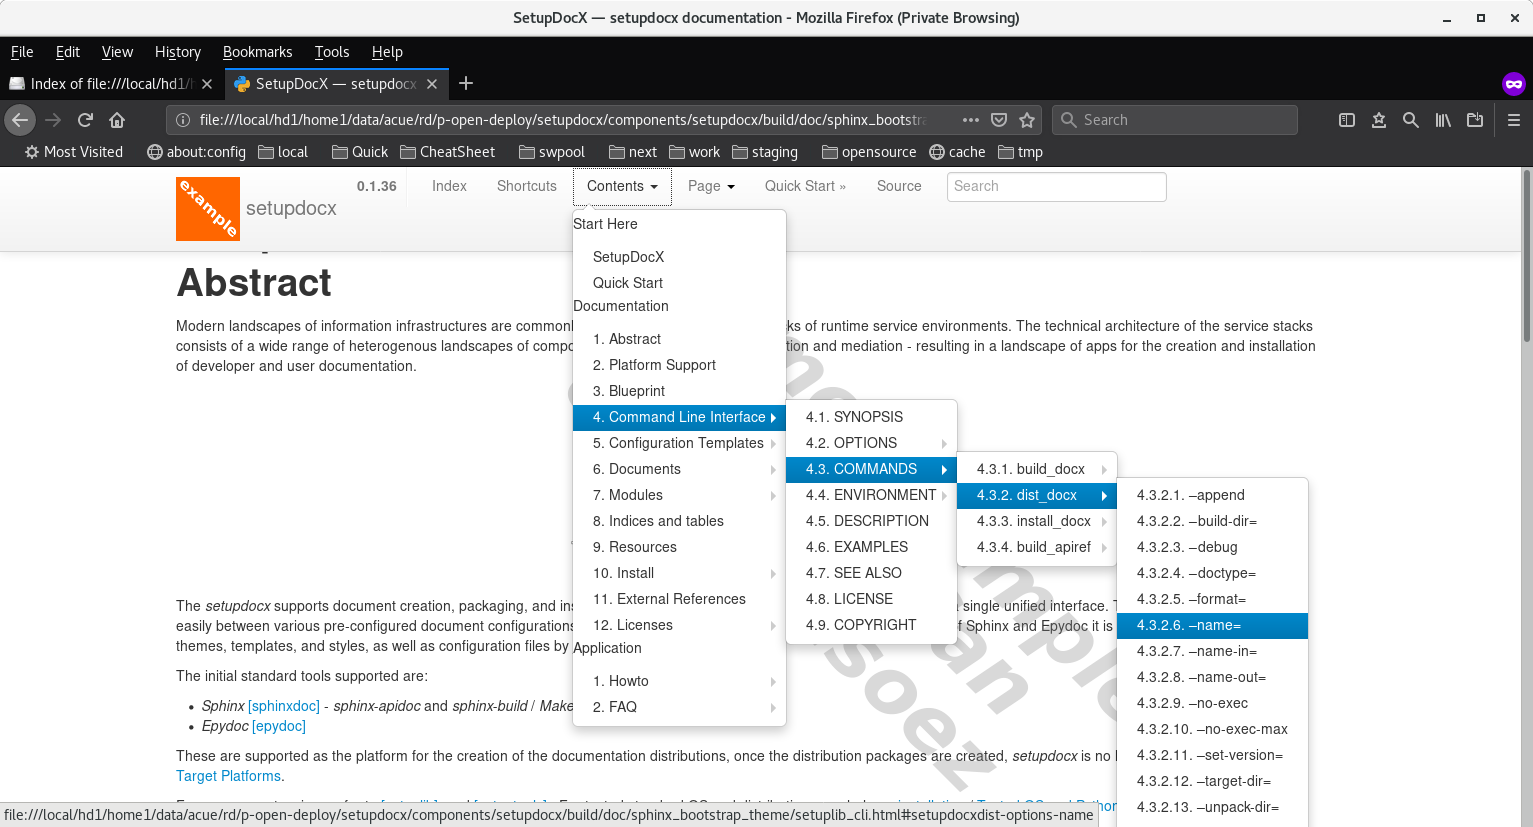 SetupDocX — setupdocx documentation - Mozilla Firefox (Private Browsing)
File Edit View History Bookmarks Tools Help
Index of file:///local/hd1/h
SetupDocX — setupdocx
file:///local/hd1/home1/data/acue/rd/p-open-deploy/setupdocx/components/setupdocx/build/doc/sphinx_bootstra
Search
Most Visited about:config local Quick CheatSheet swpool next work staging opensource cache tmp
example
setupdocx
0.1.36
Index Shortcuts Contents Page Quick Start » Source
Search
Abstract
Modern landscapes of information infrastructures are common
ks of runtime service environments. The technical architecture of the service stacks
consists of a wide range of heterogenous landscapes of compo
tion and mediation - resulting in a landscape of apps for the creation and installation
of developer and user documentation.
Start Here
SetupDocX
Quick Start
Documentation
1. Abstract
2. Platform Support
3. Blueprint
4. Command Line Interface
5. Configuration Templates
6. Documents
7. Modules
8. Indices and tables
9. Resources
10. Install
11. External References
12. Licenses
Application
1. Howto
2. FAQ
4.1. SYNOPSIS
4.2. OPTIONS
4.3. COMMANDS
4.4. ENVIRONMENT
4.5. DESCRIPTION
4.6. EXAMPLES
4.7. SEE ALSO
4.8. LICENSE
4.9. COPYRIGHT
4.3.1. build_docx
4.3.2. dist_docx
4.3.3. install_docx
4.3.4. build_apiref
4.3.2.1. –append
4.3.2.2. –build-dir=
4.3.2.3. –debug
4.3.2.4. –doctype=
4.3.2.5. –format=
4.3.2.6. –name=
4.3.2.7. –name-in=
4.3.2.8. –name-out=
4.3.2.9. –no-exec
4.3.2.10. –no-exec-max
4.3.2.11. –set-version=
4.3.2.12. –target-dir=
4.3.2.13. –unpack-dir=
The setupdocx supports document creation, packaging, and ins
single unified interface. T
easily between various pre-configured document configurations
of Sphinx and Epydoc it is
themes, templates, and styles, as well as configuration files by
The initial standard tools supported are:
• Sphinx [sphinxdoc] - sphinx-apidoc and sphinx-build / Make
• Epydoc [epydoc]
These are supported as the platform for the creation of the documentation distributions, once the distribution packages are created, setupdocx is no
Target Platforms.
file:///local/hd1/home1/data/acue/rd/p-open-deploy/setupdocx/components/setupdocx/build/doc/sphinx_bootstrap_theme/setuplib_cli.html#setupdocxdist-options-name